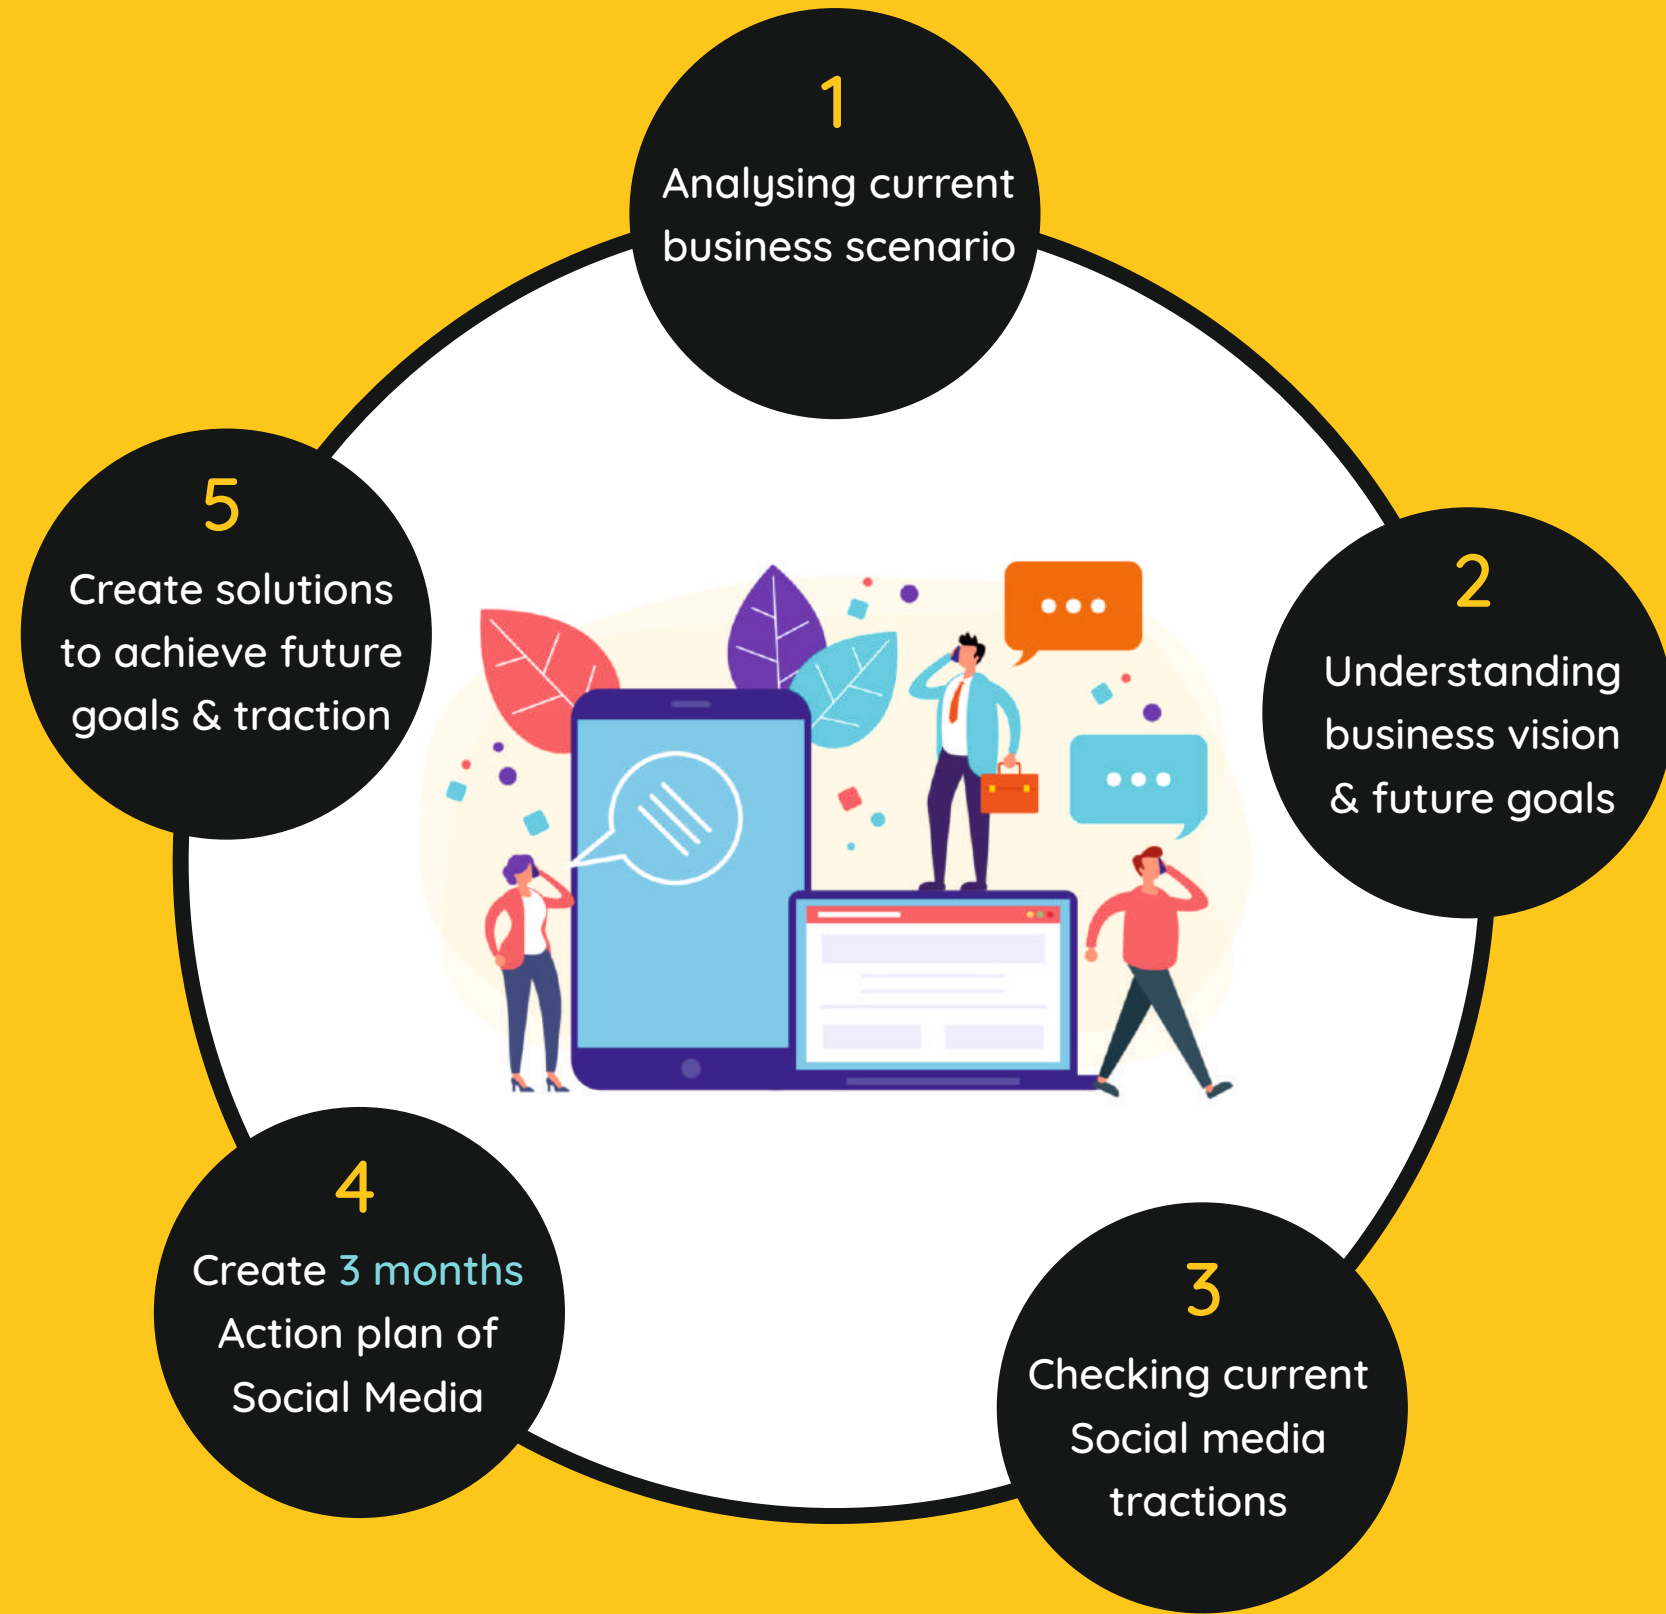 1
Analysing current
business scenario
2
Understanding
business vision
& future goals
3
Checking current
Social media
tractions
4
Create 3 months
Action plan of
Social Media
5
Create solutions
to achieve future
goals & traction